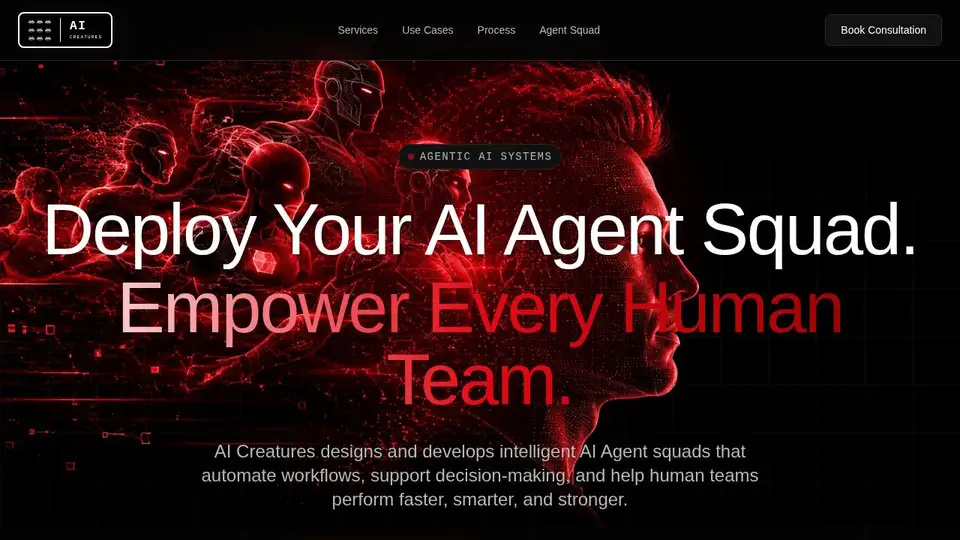 AI
CREATURES
Services
Use Cases
Process
Agent Squad
Book Consultation
AGENTIC AI SYSTEMS
Deploy Your AI Agent Squad.
Empower Every Human
Team.
AI Creatures designs and develops intelligent AI Agent squads that
automate workflows, support decision-making, and help human teams
perform faster, smarter, and stronger.